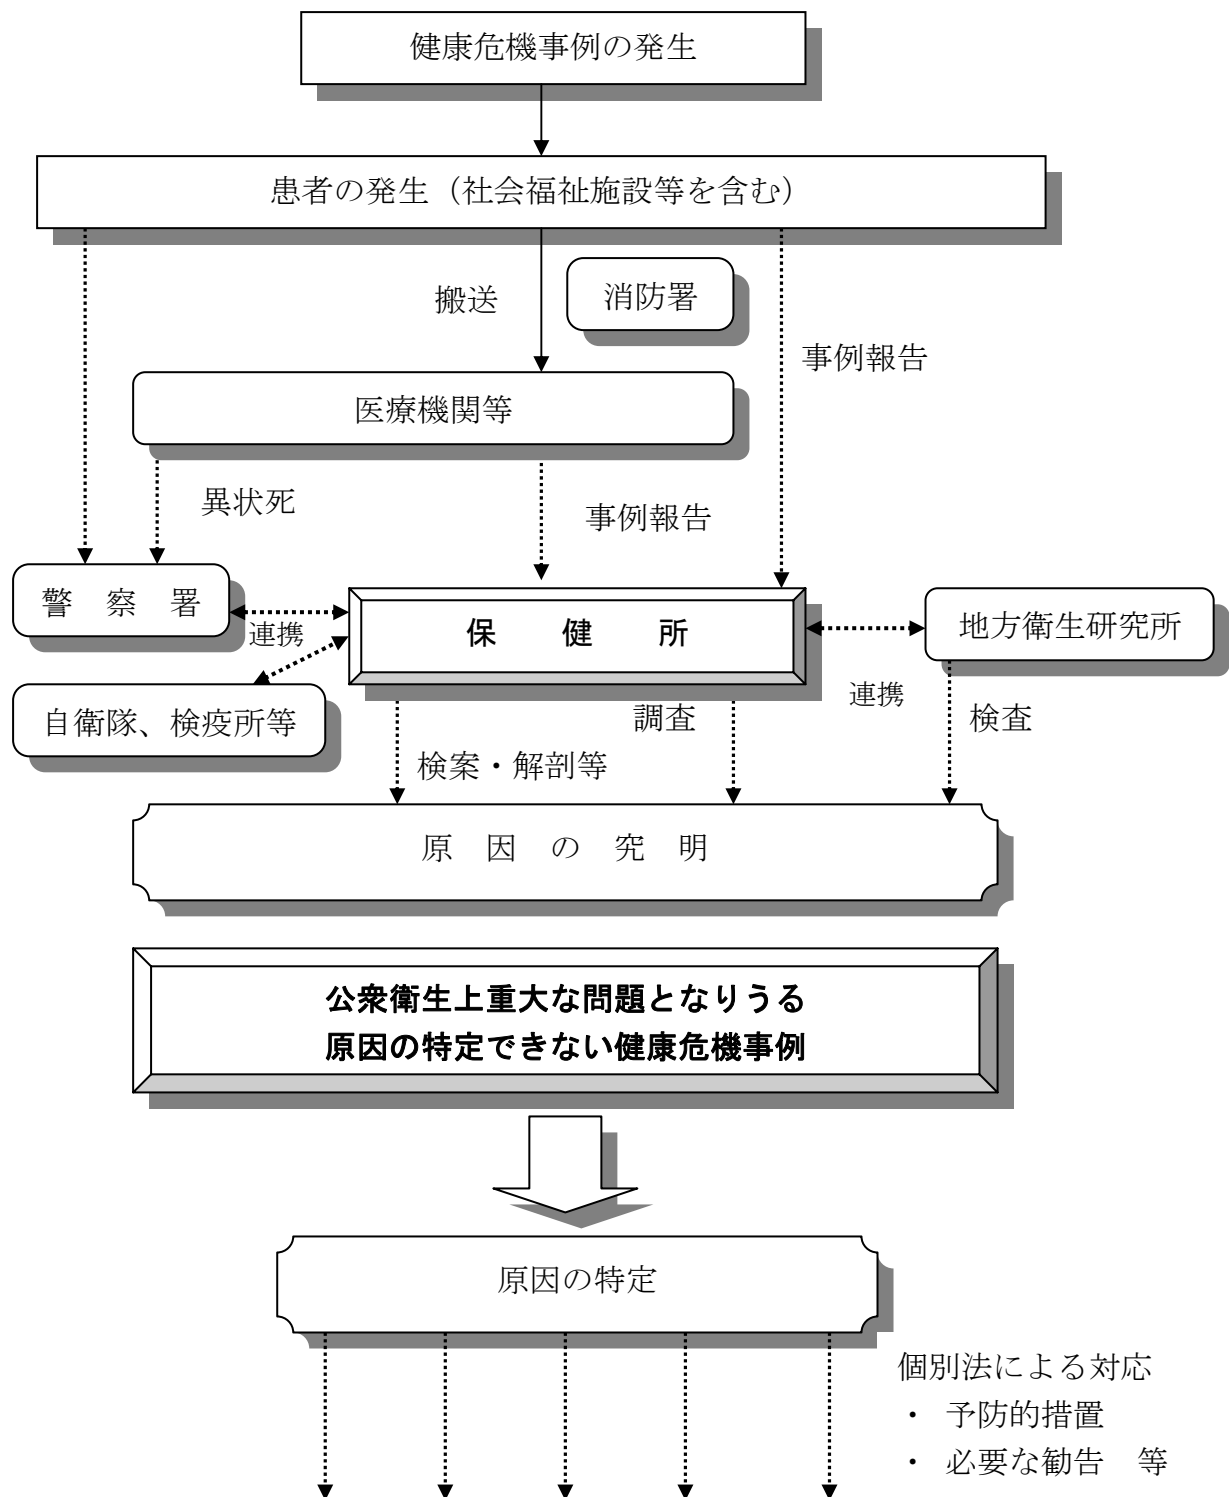 健康危機事例の発生
患者の発生（社会福祉施設等を含む）
搬送
消防署
事例報告
医療機関等
異状死
事例報告
警　察　署
連携
保　健　所
地方衛生研究所
自衛隊、検疫所等
調査
連携
検査
検案・解剖等
原　因　の　究　明
公衆衛生上重大な問題となりうる
原因の特定できない健康危機事例
原因の特定
個別法による対応
・ 予防的措置
・ 必要な勧告　等